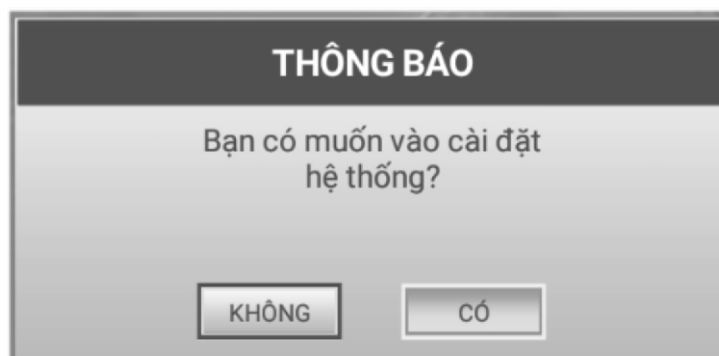 THÔNG BÁO
Bạn có muốn vào cài đặt
hệ thống?
KHÔNG
CÓ